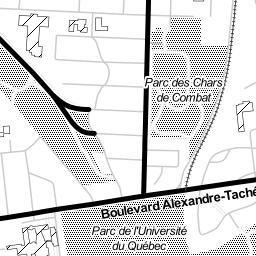 Parc des Chars
de Combat
Boulevard Alexandre-Taché
Parc de l'Université
du Québec